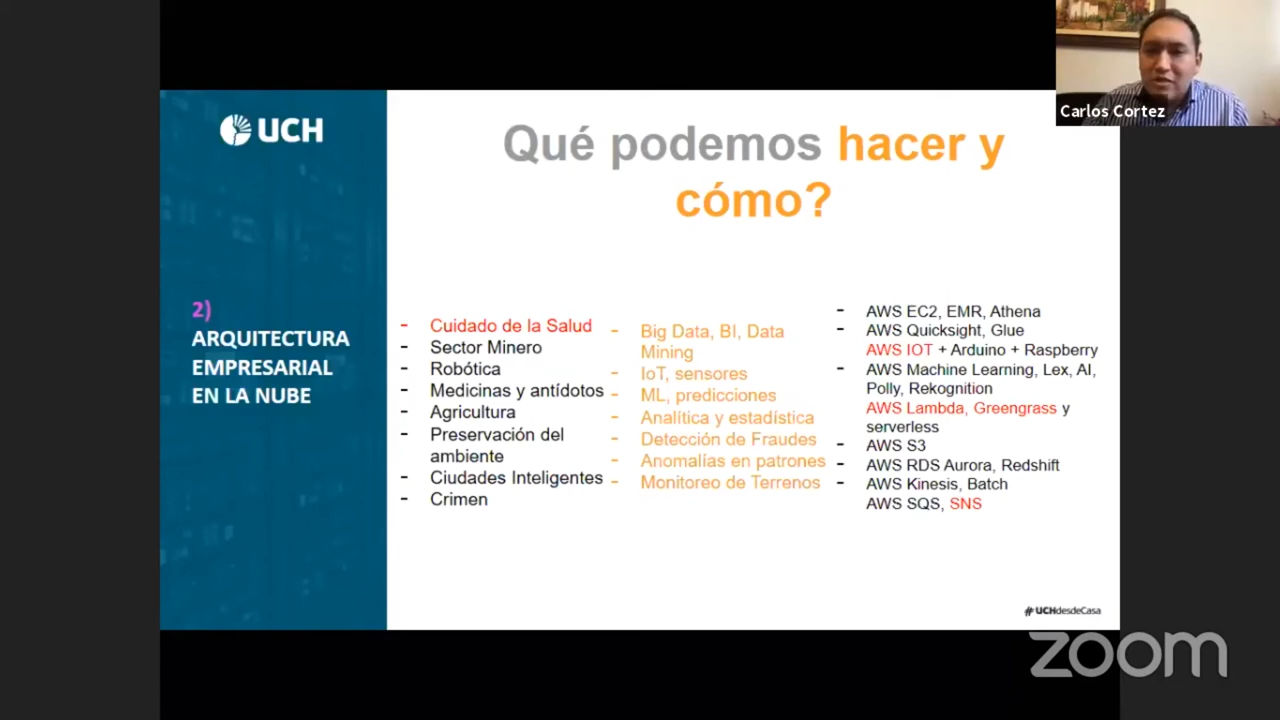 Carlos Cortez
UCH
Qué podemos hacer y
cómo?
2)
ARQUITECTURA
EMPRESARIAL
EN LA NUBE
- Cuidado de la Salud
- Sector Minero
- Robótica
- Medicinas y antídotos
- Agricultura
- Preservación del
ambiente
- Ciudades Inteligentes
- Crimen
- Big Data, BI, Data
Mining
- IoT, sensores
- ML, predicciones
- Analítica y estadística
- Detección de Fraudes
- Anomalías en patrones
- Monitoreo de Terrenos
- AWS EC2, EMR, Athena
- AWS Quicksight, Glue
AWS IOT + Arduino + Raspberry
- AWS Machine Learning, Lex, AI,
Polly, Rekognition
AWS Lambda, Greengrass y
serverless
- AWS S3
- AWS RDS Aurora, Redshift
- AWS Kinesis, Batch
AWS SQS, SNS
#UCHdesdeCasa
zoom